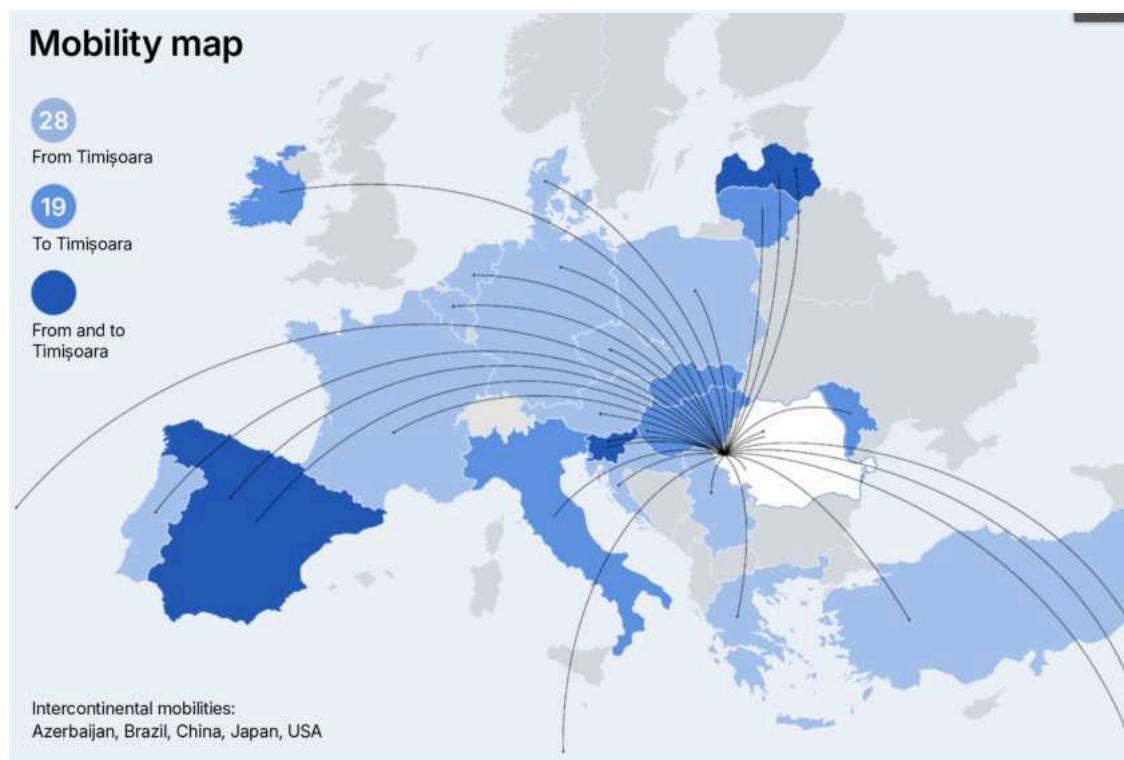 Mobility map
28
From Timișoara
19
To Timișoara
From and to
Timișoara
Intercontinental mobilities:
Azerbaijan, Brazil, China, Japan, USA